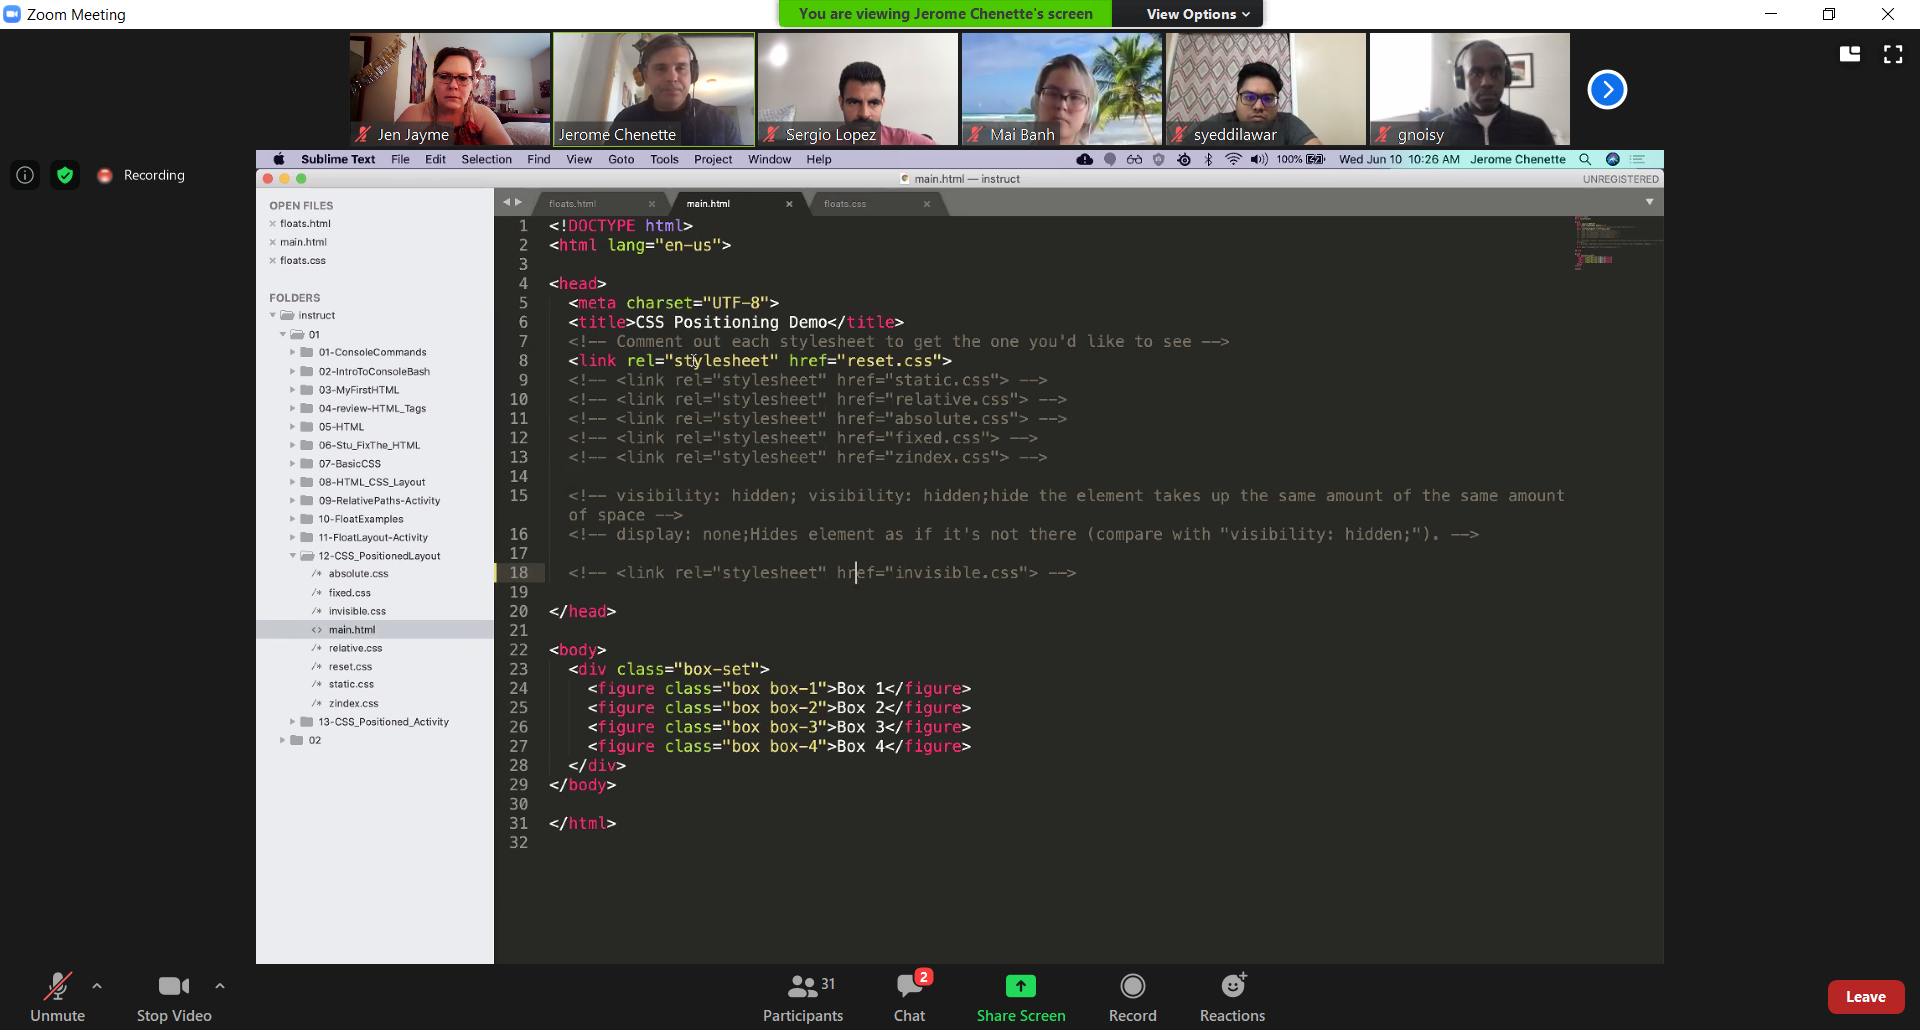 Zoom Meeting
You are viewing Jerome Chenette's screen
View Options
Jen Jayme
Jerome Chenette
Sergio Lopez
Mai Banh
syeddilawar
gnoisy
Recording
Sublime Text File Edit Selection Find View Goto Tools Project Window Help
100% Wed Jun 10 10:26 AM Jerome Chenette
main.html — instruct
UNREGISTERED
OPEN FILES
floats.html
main.html
floats.css
FOLDERS
instruct
01
01-ConsoleCommands
02-IntroToConsoleBash
03-MyFirstHTML
04-review-HTML_Tags
05-HTML
06-Stu_FixThe_HTML
07-BasicCSS
08-HTML_CSS_Layout
09-RelativePaths-Activity
10-FloatExamples
11-FloatLayout-Activity
12-CSS_PositionedLayout
/* absolute.css
/* fixed.css
/* invisible.css
<> main.html
/* relative.css
/* reset.css
/* static.css
/* zindex.css
13-CSS_Positioned_Activity
02
floats.html
main.html
floats.css
1 <!DOCTYPE html>
2 <html lang="en-us">
3
4 <head>
5 <meta charset="UTF-8">
6 <title>CSS Positioning Demo</title>
7 <!-- Comment out each stylesheet to get the one you'd like to see -->
8 <link rel="stylesheet" href="reset.css">
9 <!-- <link rel="stylesheet" href="static.css"> -->
10 <!-- <link rel="stylesheet" href="relative.css"> -->
11 <!-- <link rel="stylesheet" href="absolute.css"> -->
12 <!-- <link rel="stylesheet" href="fixed.css"> -->
13 <!-- <link rel="stylesheet" href="zindex.css"> -->
14
15 <!-- visibility: hidden; visibility: hidden;hide the element takes up the same amount of the same amount
of space -->
16 <!-- display: none;Hides element as if it's not there (compare with "visibility: hidden;"). -->
17
18 <!-- <link rel="stylesheet" href="invisible.css"> -->
19
20 </head>
21
22 <body>
23 <div class="box-set">
24 <figure class="box box-1">Box 1</figure>
25 <figure class="box box-2">Box 2</figure>
26 <figure class="box box-3">Box 3</figure>
27 <figure class="box box-4">Box 4</figure>
28 </div>
29 </body>
30
31 </html>
32
Unmute
Stop Video
31
Participants
2
Chat
Share Screen
Record
Reactions
Leave